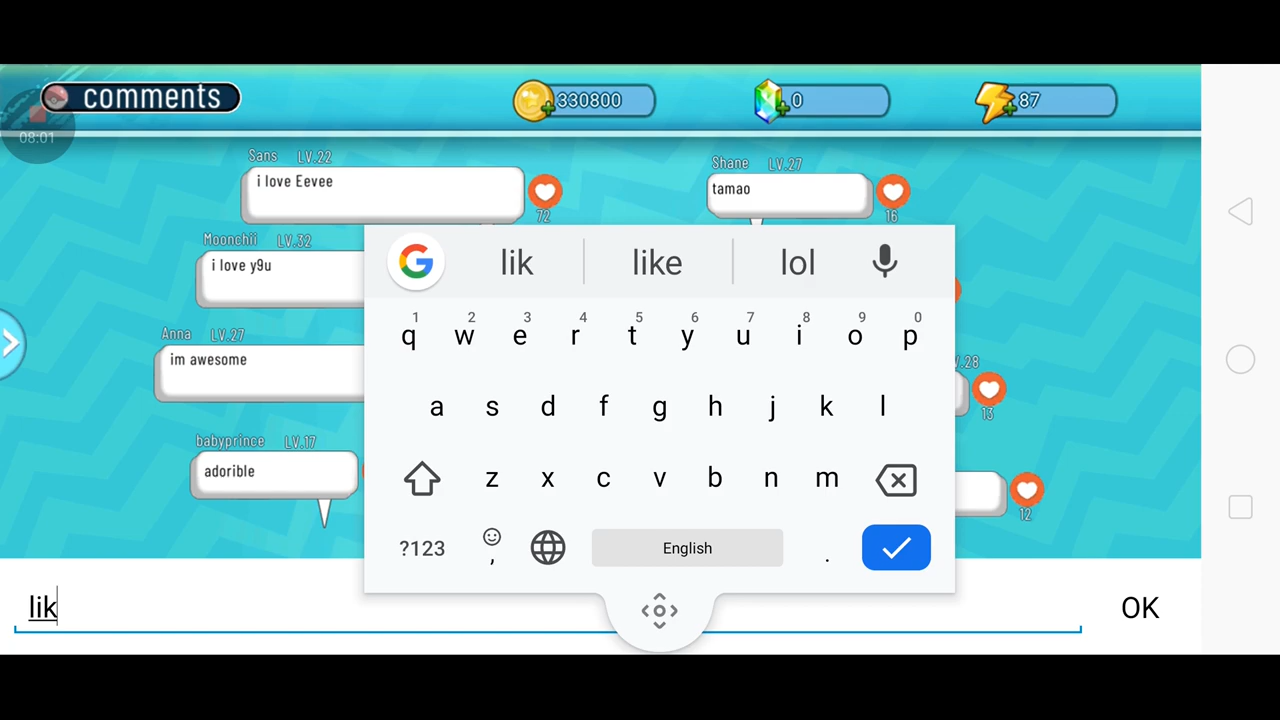 comments
330800
0
87
08:01
Sans LV.22
i love Eevee
72
Shane LV.27
tamao
16
Moonchii LV.32
i love y9u
Anna LV.27
im awesome
V.28
13
babyprince LV.17
adorible
12
G lik like lol
1 2 3 4 5 6 7 8 9 0
q w e r t y u i o p
a s d f g h j k l
z x c v b n m
?123 , English .
lik
OK